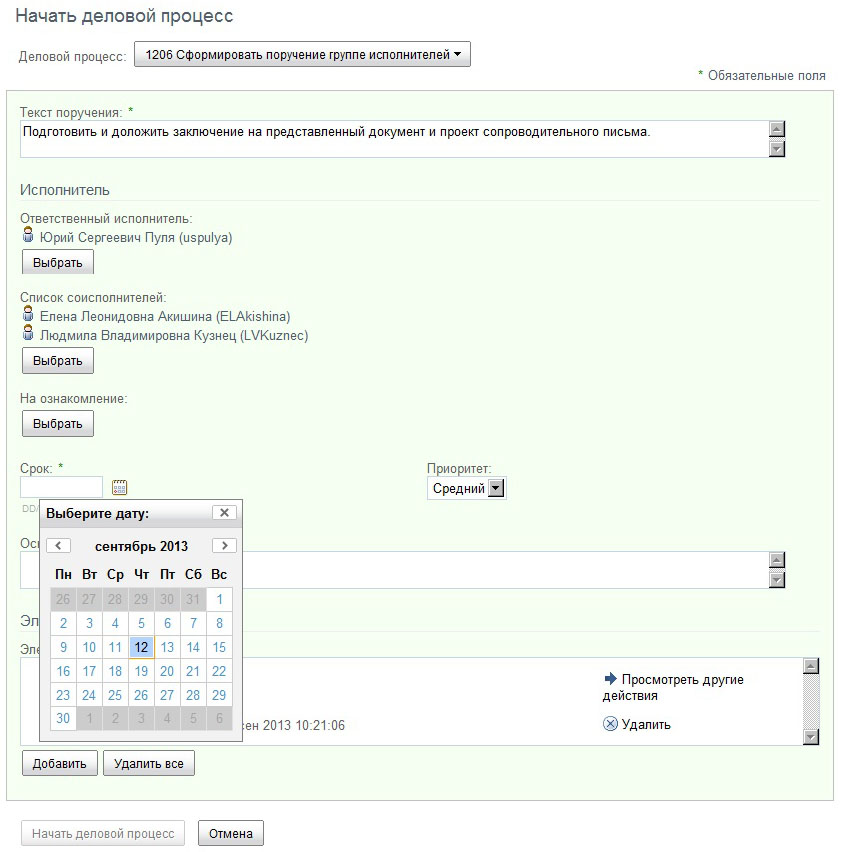 Начать деловой процесс
Деловой процесс: 1206 Сформировать поручение группе исполнителей
* Обязательные поля
Текст поручения: *
Подготовить и доложить заключение на представленный документ и проект сопроводительного письма.
Исполнитель
Ответственный исполнитель:
Юрий Сергеевич Пуля (uspulya)
Выбрать
Список соисполнителей:
Елена Леонидовна Акишина (ELAkishina)
Людмила Владимировна Кузнец (LVKuznec)
Выбрать
На ознакомление:
Выбрать
Срок: * Приоритет:
Средний
DD/
Выберите дату:
сентябрь 2013
Пн Вт Ср Чт Пт Сб Вс
26 27 28 29 30 31 1
2 3 4 5 6 7 8
9 10 11 12 13 14 15
16 17 18 19 20 21 22
23 24 25 26 27 28 29
30 1 2 3 4 5 6
Просмотреть другие
действия
сен 2013 10:21:06 Удалить
Добавить Удалить все
Начать деловой процесс Отмена